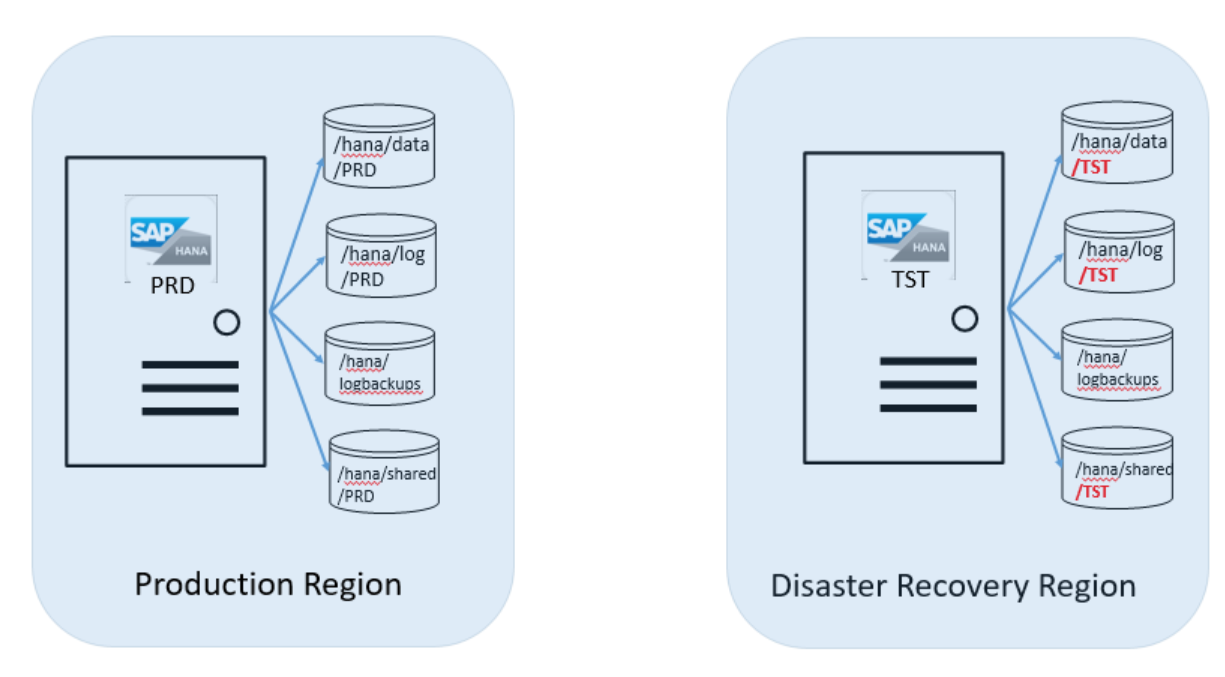 /hana/data
/PRD
SAP
HANA
PRD
/hana/log
/PRD
/hana/
logbackups
/hana/shared
/PRD
Production Region
/hana/data
/TST
SAP
HANA
TST
/hana/log
/TST
/hana/
logbackups
/hana/shared
/TST
Disaster Recovery Region